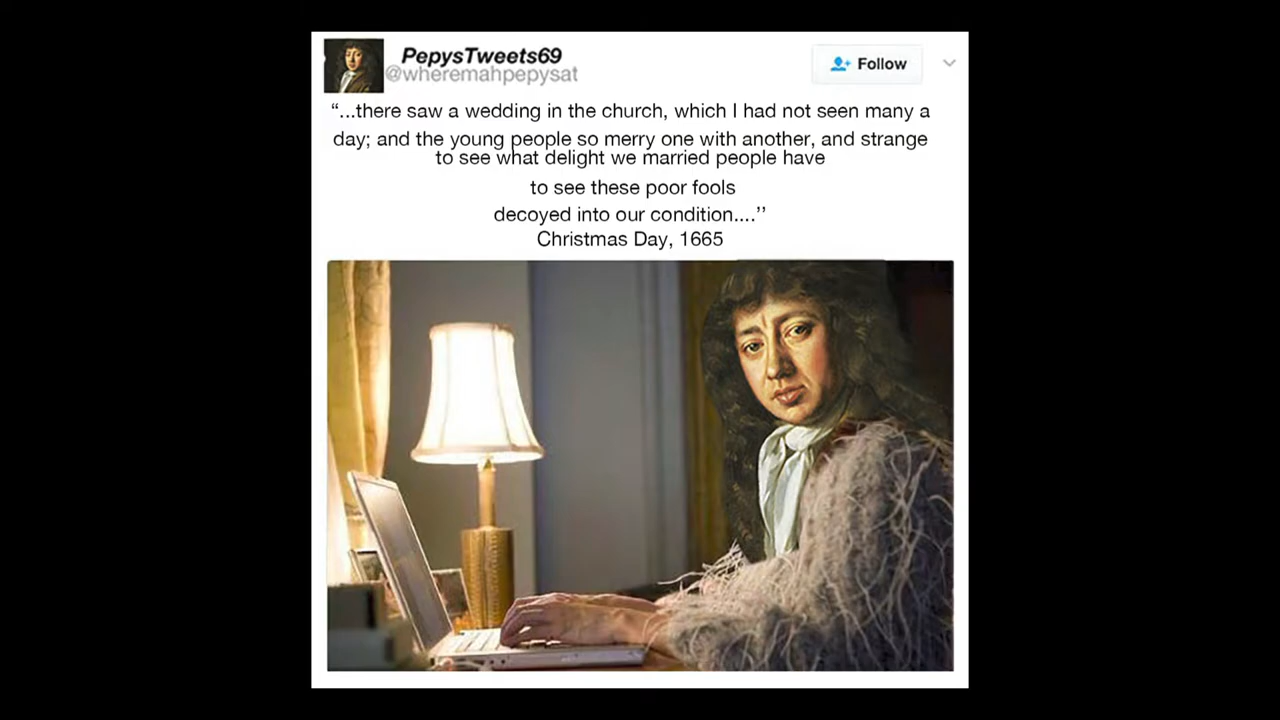 PepysTweets69
@wheremahpepysat
Follow
“...there saw a wedding in the church, which I had not seen many a
day; and the young people so merry one with another, and strange
to see what delight we married people have
to see these poor fools
decoyed into our condition....’’
Christmas Day, 1665